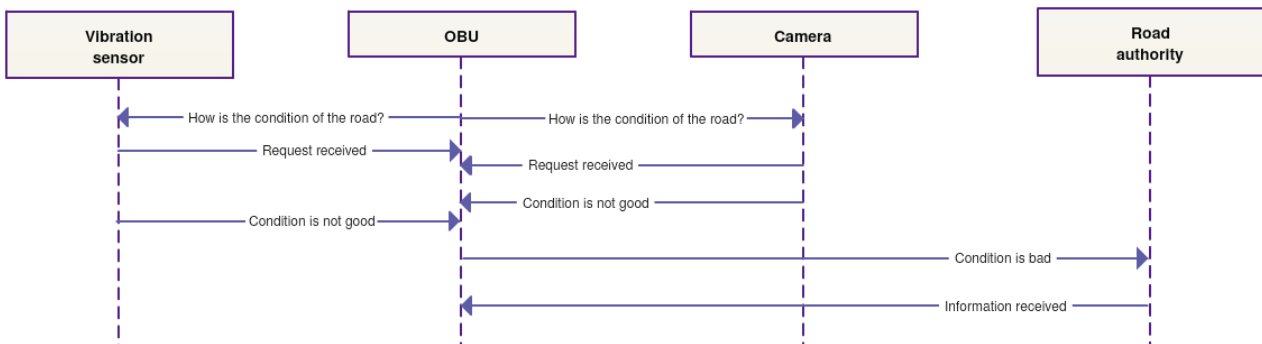 Vibration
sensor
OBU
Camera
Road
authority
How is the condition of the road?
How is the condition of the road?
Request received
Request received
Condition is not good
Condition is not good
Condition is bad
Information received